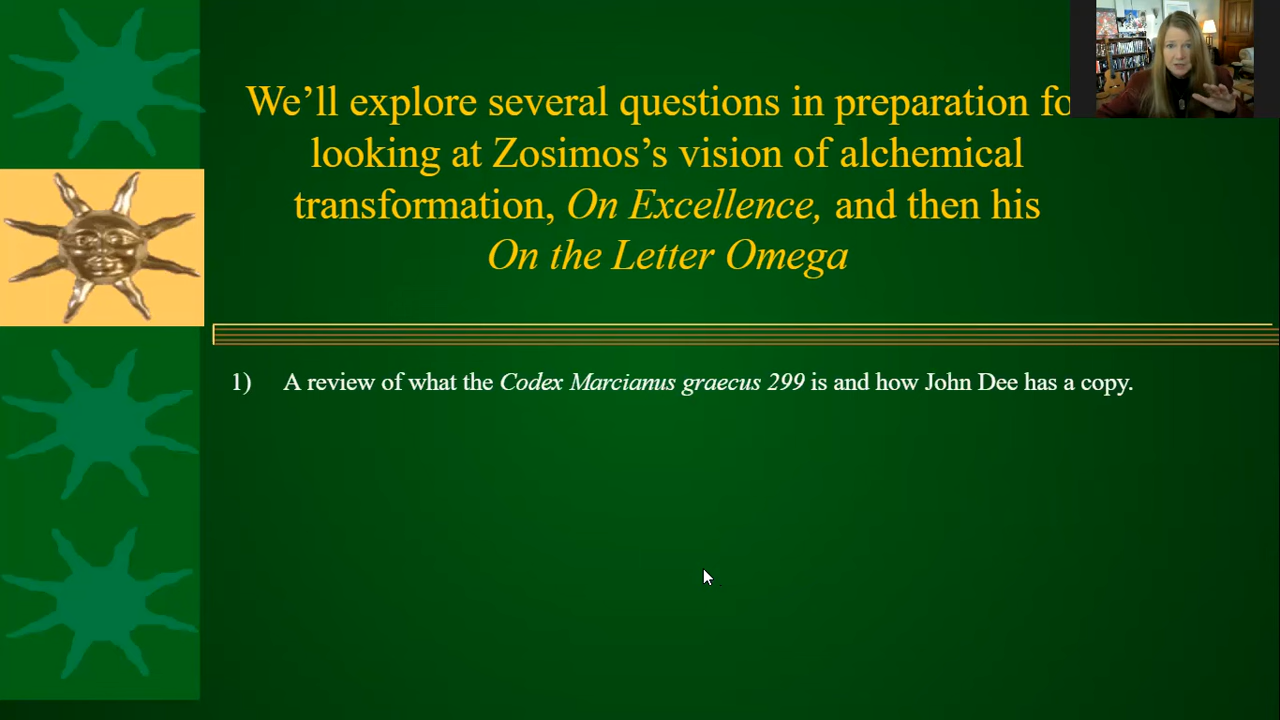 We’ll explore several questions in preparation
looking at Zosimos’s vision of alchemical
transformation, On Excellence, and then his
On the Letter Omega
1) A review of what the Codex Marcianus graecus 299 is and how John Dee has a copy.